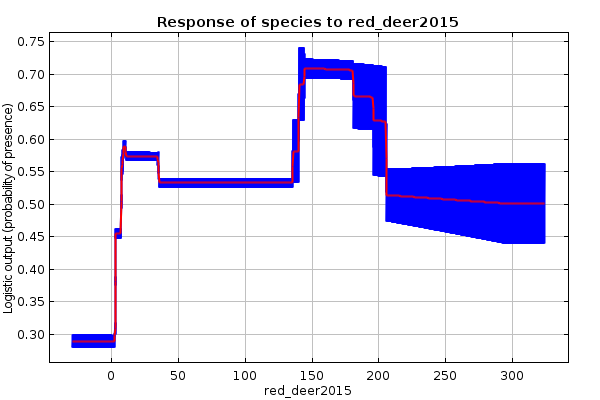 Response of species to red_deer2015
Logistic output (probability of presence)
0.75
0.70
0.65
0.60
0.55
0.50
0.45
0.40
0.35
0.30
0 50 100 150 200 250 300
red_deer2015